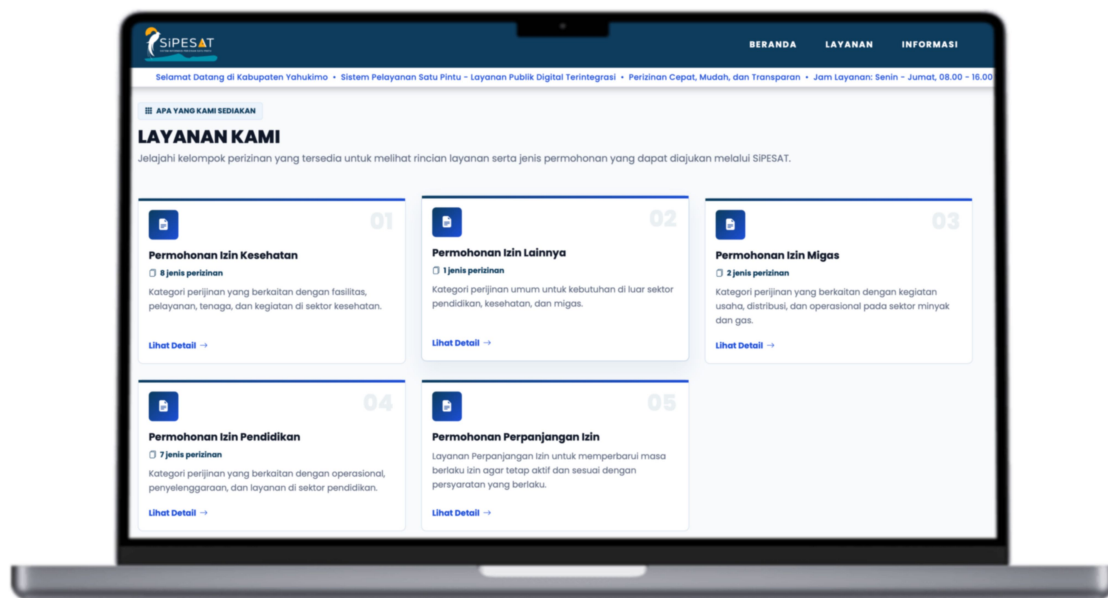 SiPESAT
BERANDA LAYANAN INFORMASI
Selamat Datang di Kabupaten Yahukimo • Sistem Pelayanan Satu Pintu - Layanan Publik Digital Terintegrasi • Perizinan Cepat, Mudah, dan Transparan • Jam Layanan: Senin - Jumat, 08.00 - 16.00
APA YANG KAMI SEDIAKAN
LAYANAN KAMI
Jelajahi kelompok perizinan yang tersedia untuk melihat rincian layanan serta jenis permohonan yang dapat diajukan melalui SiPESAT.
01
Permohonan Izin Kesehatan
8 jenis perizinan
Kategori perijinan yang berkaitan dengan fasilitas,
pelayanan, tenaga, dan kegiatan di sektor kesehatan.
Lihat Detail →
02
Permohonan Izin Lainnya
1 jenis perizinan
Kategori perijinan umum untuk kebutuhan di luar sektor
pendidikan, kesehatan, dan migas.
Lihat Detail →
03
Permohonan Izin Migas
2 jenis perizinan
Kategori perijinan yang berkaitan dengan kegiatan
usaha, distribusi, dan operasional pada sektor minyak
dan gas.
Lihat Detail →
04
Permohonan Izin Pendidikan
7 jenis perizinan
Kategori perijinan yang berkaitan dengan operasional,
penyelenggaraan, dan layanan di sektor pendidikan.
Lihat Detail →
05
Permohonan Perpanjangan Izin
Layanan Perpanjangan Izin untuk memperbarui masa
berlaku izin agar tetap aktif dan sesuai dengan
persyaratan yang berlaku.
Lihat Detail →